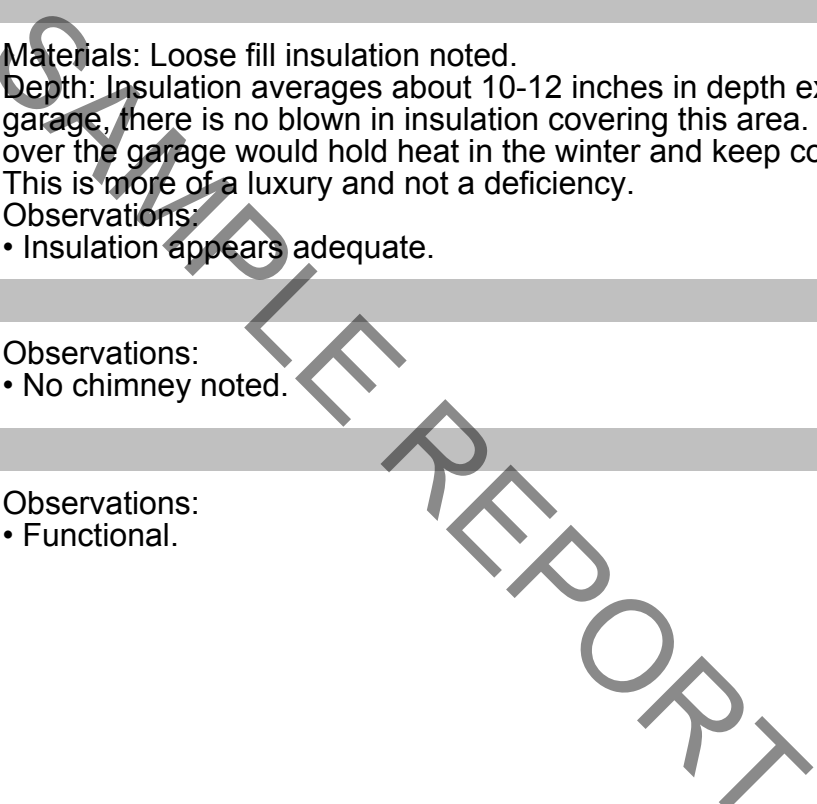 Materials: Loose fill insulation noted.
Depth: Insulation averages about 10-12 inches in depth
garage, there is no blown in insulation covering this area.
over the garage would hold heat in the winter and keep
This is more of a luxury and not a deficiency.
Observations:
• Insulation appears adequate.
Observations:
• No chimney noted.
Observations:
• Functional.
SAMPLE REPORT